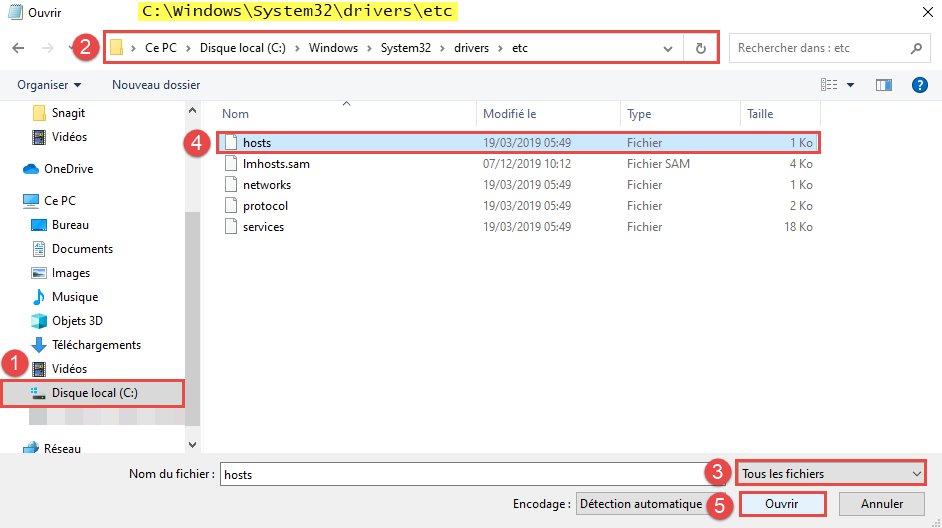 Ouvrir
C:\Windows\System32\drivers\etc
2
Ce PC > Disque local (C:) > Windows > System32 > drivers > etc
Rechercher dans : etc
Organiser
Nouveau dossier
?
Snagit
Vidéos
OneDrive
Ce PC
Bureau
Documents
Images
Musique
Objets 3D
Téléchargements
1
Vidéos
Disque local (C:)
Réseau
Nom Modifié le Type Taille
4
hosts 19/03/2019 05:49 Fichier 1 Ko
lmhosts.sam 07/12/2019 10:12 Fichier SAM 4 Ko
networks 19/03/2019 05:49 Fichier 1 Ko
protocol 19/03/2019 05:49 Fichier 2 Ko
services 19/03/2019 05:49 Fichier 18 Ko
Nom du fichier : hosts
3
Tous les fichiers
Encodage : Détection automatique
5
Ouvrir
Annuler